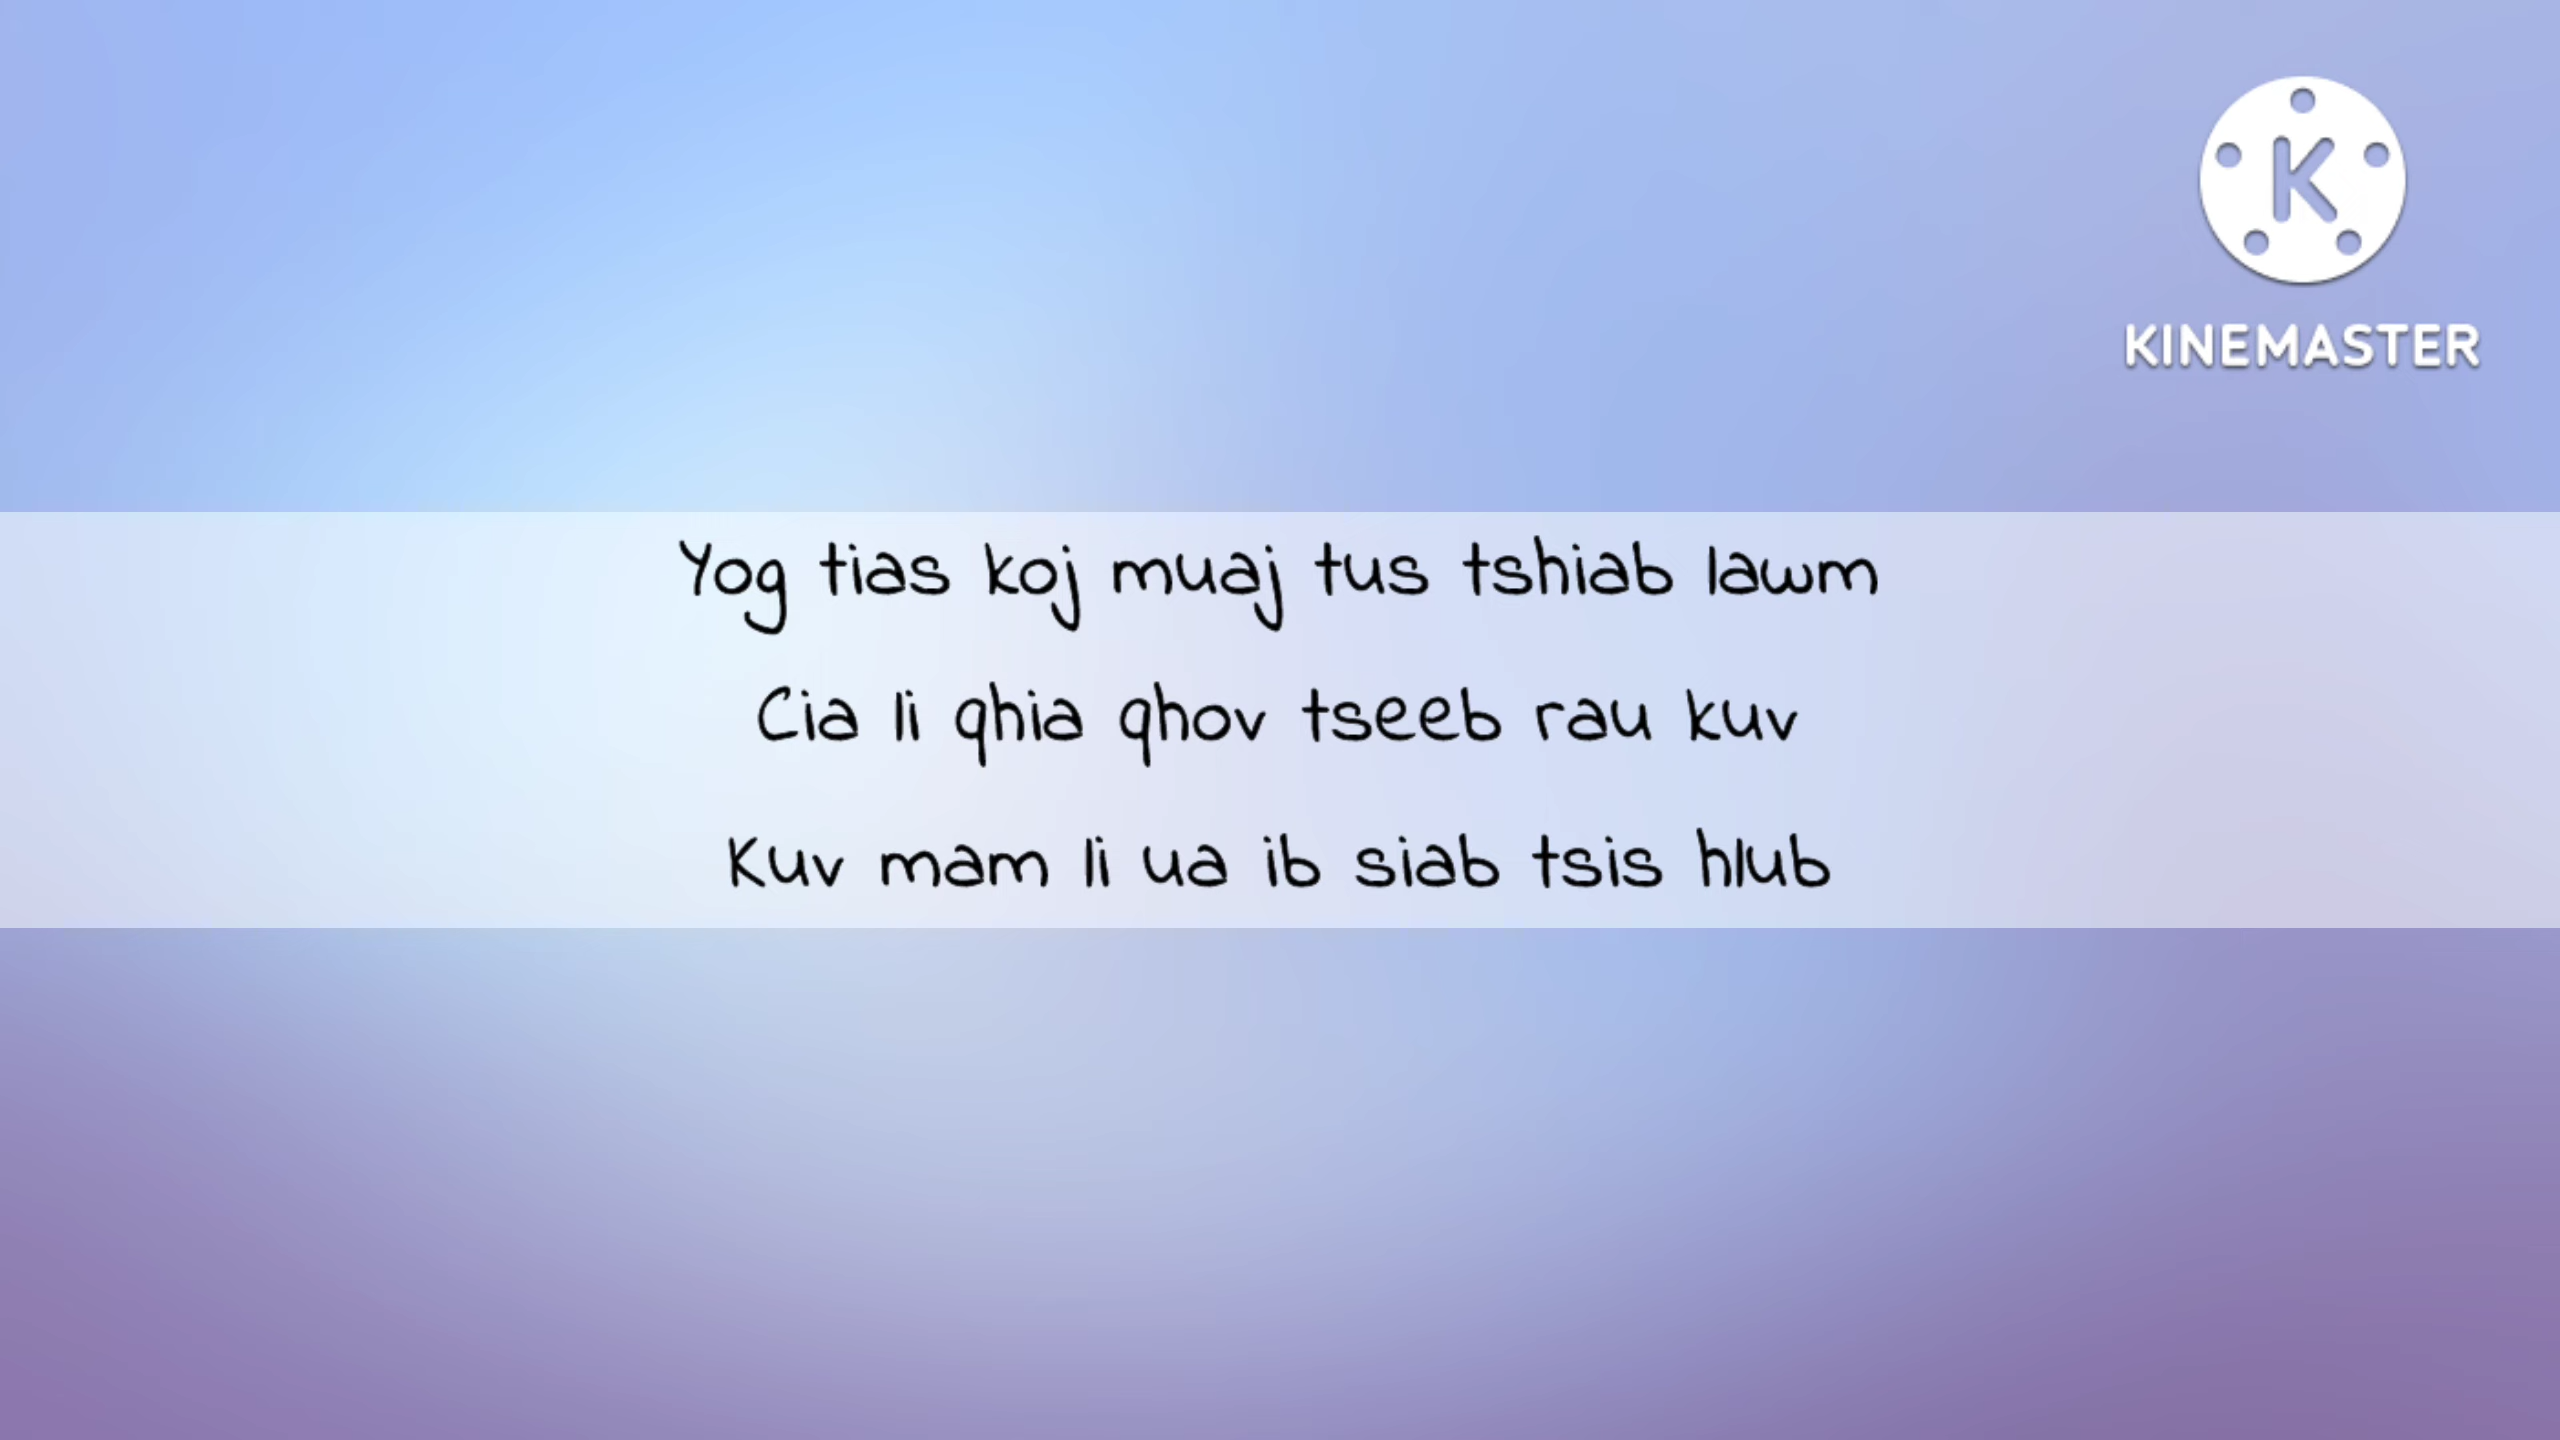 KINEMASTER
Yog tias koj muaj tus tshiab lawm
Cia li qhia qhov tseeb rau kuv
Kuv mam li ua ib siab tsis hlub